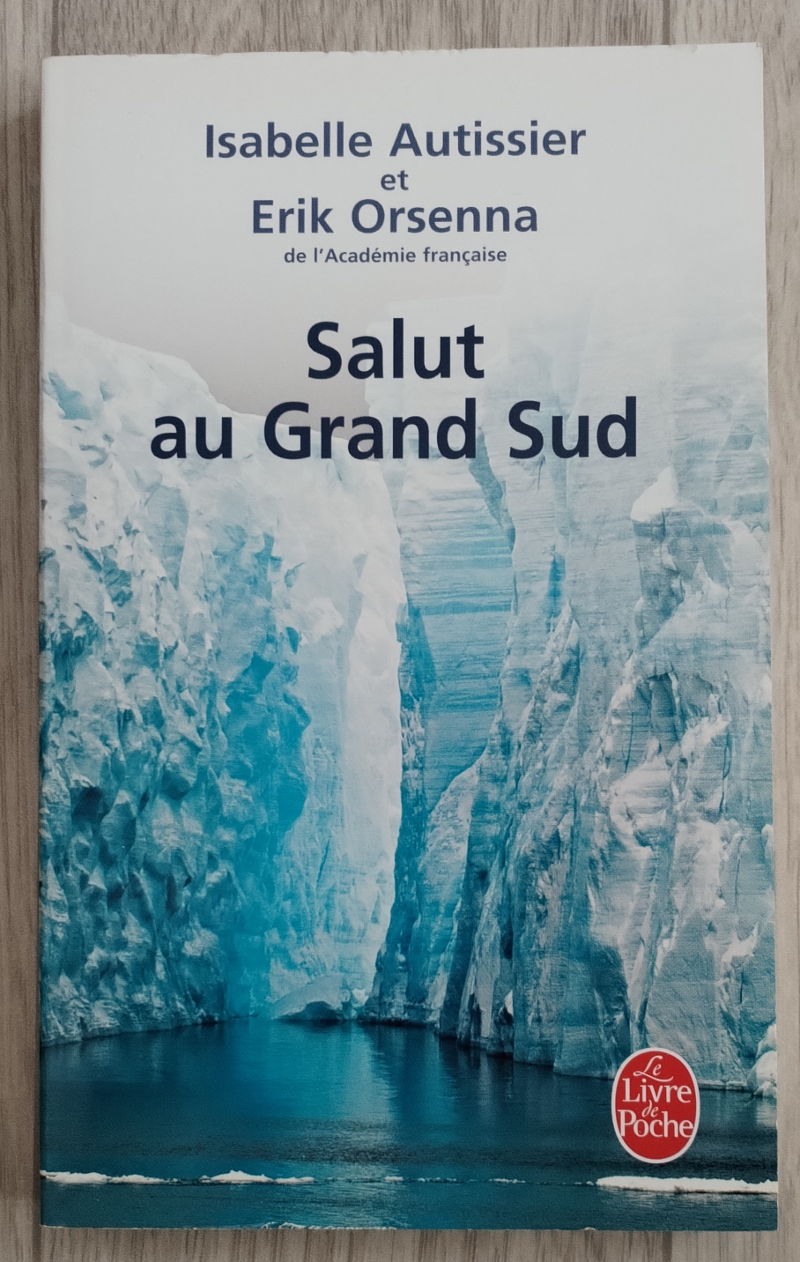 Isabelle Autissier
et
Erik Orsenna
de l'Académie française
Salut
au Grand Sud
Le
Livre
de
Poche